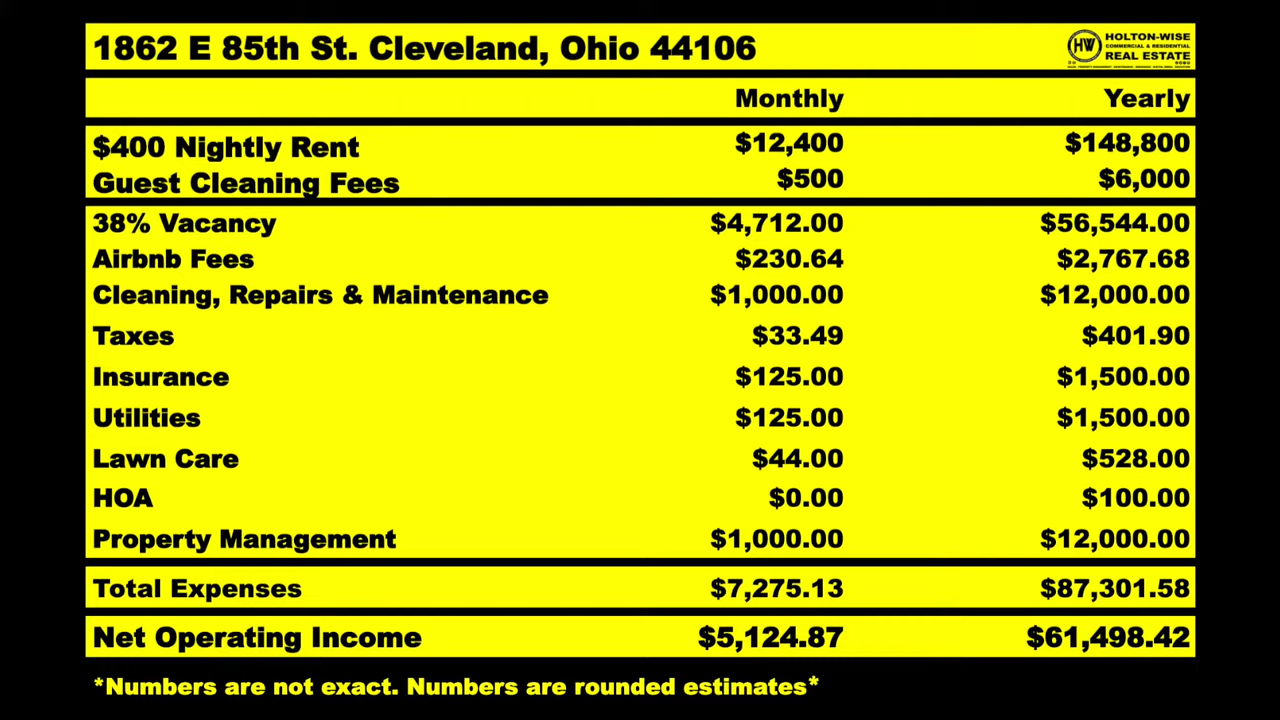 1862 E 85th St. Cleveland, Ohio 44106
HW
HOLTON-WISE
COMMERCIAL & RESIDENTIAL
REAL ESTATE
Monthly Yearly
$400 Nightly Rent $12,400 $148,800
Guest Cleaning Fees $500 $6,000
38% Vacancy $4,712.00 $56,544.00
Airbnb Fees $230.64 $2,767.68
Cleaning, Repairs & Maintenance $1,000.00 $12,000.00
Taxes $33.49 $401.90
Insurance $125.00 $1,500.00
Utilities $125.00 $1,500.00
Lawn Care $44.00 $528.00
HOA $0.00 $100.00
Property Management $1,000.00 $12,000.00
Total Expenses $7,275.13 $87,301.58
Net Operating Income $5,124.87 $61,498.42
*Numbers are not exact. Numbers are rounded estimates*